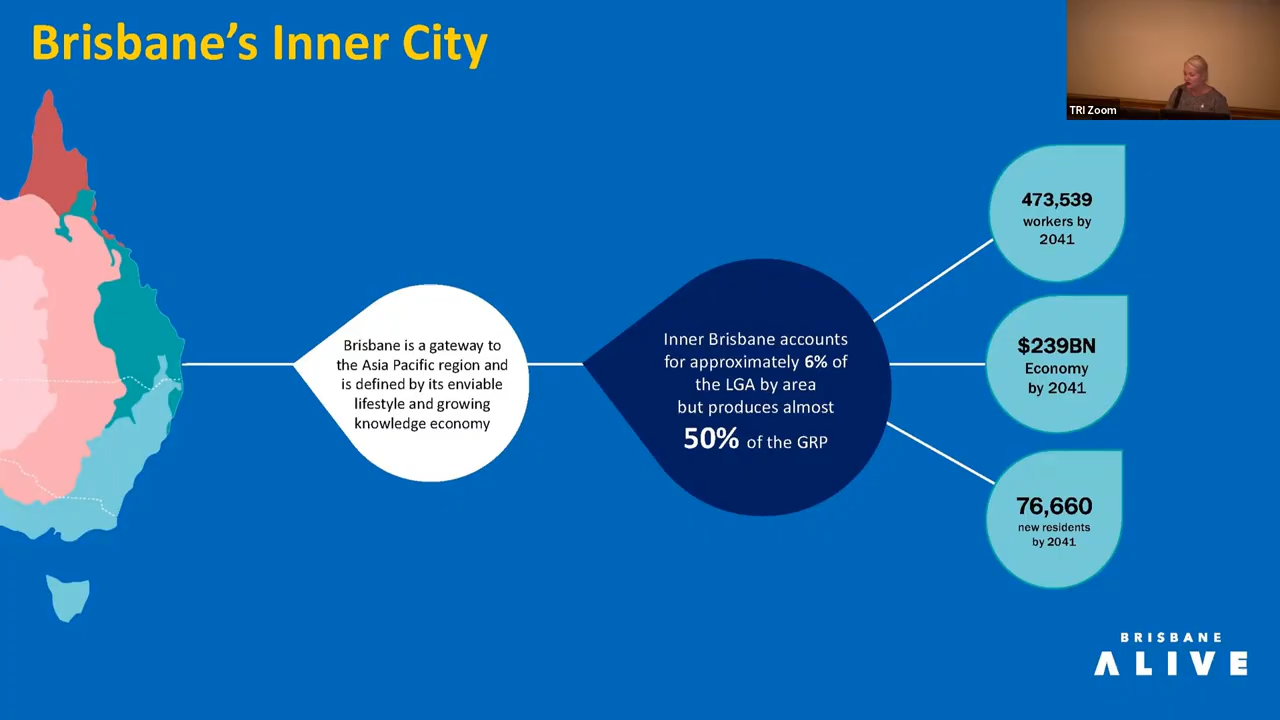 Brisbane's Inner City
TRI Zoom
Brisbane is a gateway to
the Asia Pacific region and
is defined by its enviable
lifestyle and growing
knowledge economy
Inner Brisbane accounts
for approximately 6% of
the LGA by area
but produces almost
50% of the GRP
473,539
workers by
2041
$239BN
Economy
by 2041
76,660
new residents
by 2041
BRISBANE
ALIVE